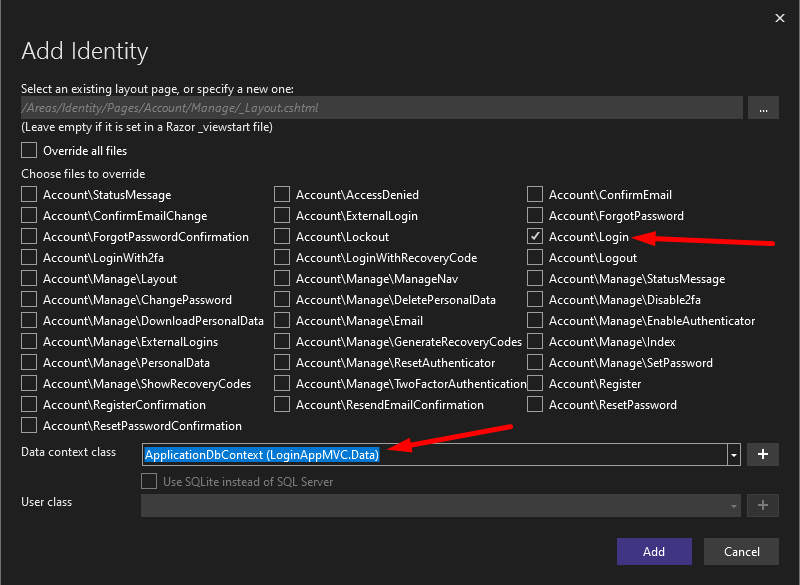 Add Identity
Select an existing layout page, or specify a new one:
/Areas/Identity/Pages/Account/Manage/_Layout.cshtml ...
(Leave empty if it is set in a Razor _viewstart file)
Override all files
Choose files to override
Account\StatusMessage Account\AccessDenied Account\ConfirmEmail
Account\ConfirmEmailChange Account\ExternalLogin Account\ForgotPassword
Account\ForgotPasswordConfirmation Account\Lockout Account\Login
Account\LoginWith2fa Account\LoginWithRecoveryCode Account\Logout
Account\Manage\Layout Account\Manage\ManageNav Account\Manage\StatusMessage
Account\Manage\ChangePassword Account\Manage\DeletePersonalData Account\Manage\Disable2fa
Account\Manage\DownloadPersonalData Account\Manage\Email Account\Manage\EnableAuthenticator
Account\Manage\ExternalLogins Account\Manage\GenerateRecoveryCodes Account\Manage\Index
Account\Manage\PersonalData Account\Manage\ResetAuthenticator Account\Manage\SetPassword
Account\Manage\ShowRecoveryCodes Account\Manage\TwoFactorAuthentication Account\Register
Account\RegisterConfirmation Account\ResendEmailConfirmation Account\ResetPassword
Account\ResetPasswordConfirmation
Data context class ApplicationDbContext (LoginAppMVC.Data)
Use SQLite instead of SQL Server
User class
Add Cancel